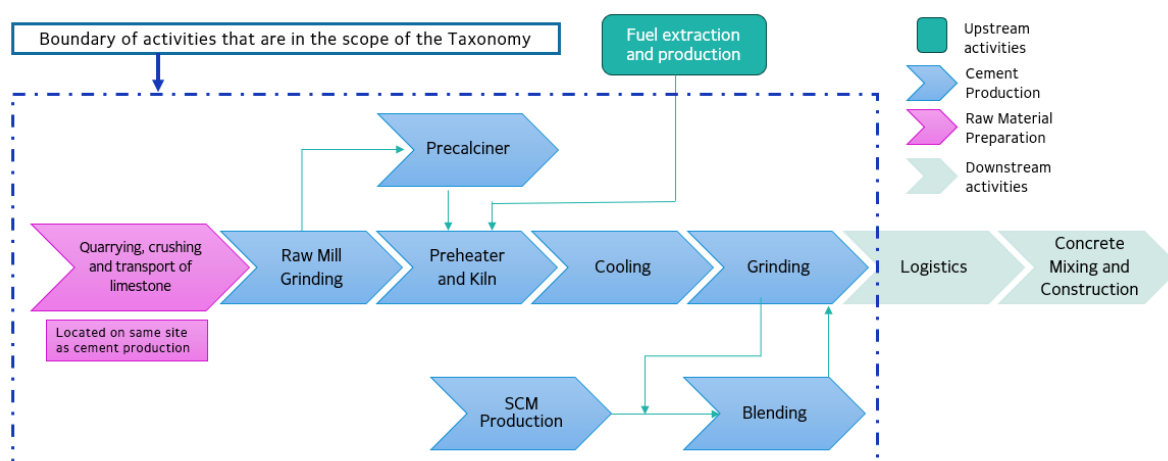 Boundary of activities that are in the scope of the Taxonomy
Fuel extraction
and production
Upstream
activities
Cement
Production
Raw Material
Preparation
Downstream
activities
Precalciner
Quarrying, crushing
and transport of
limestone
Raw Mill
Grinding
Preheater
and Kiln
Cooling
Grinding
Logistics
Concrete
Mixing and
Construction
Located on same site
as cement production
SCM
Production
Blending